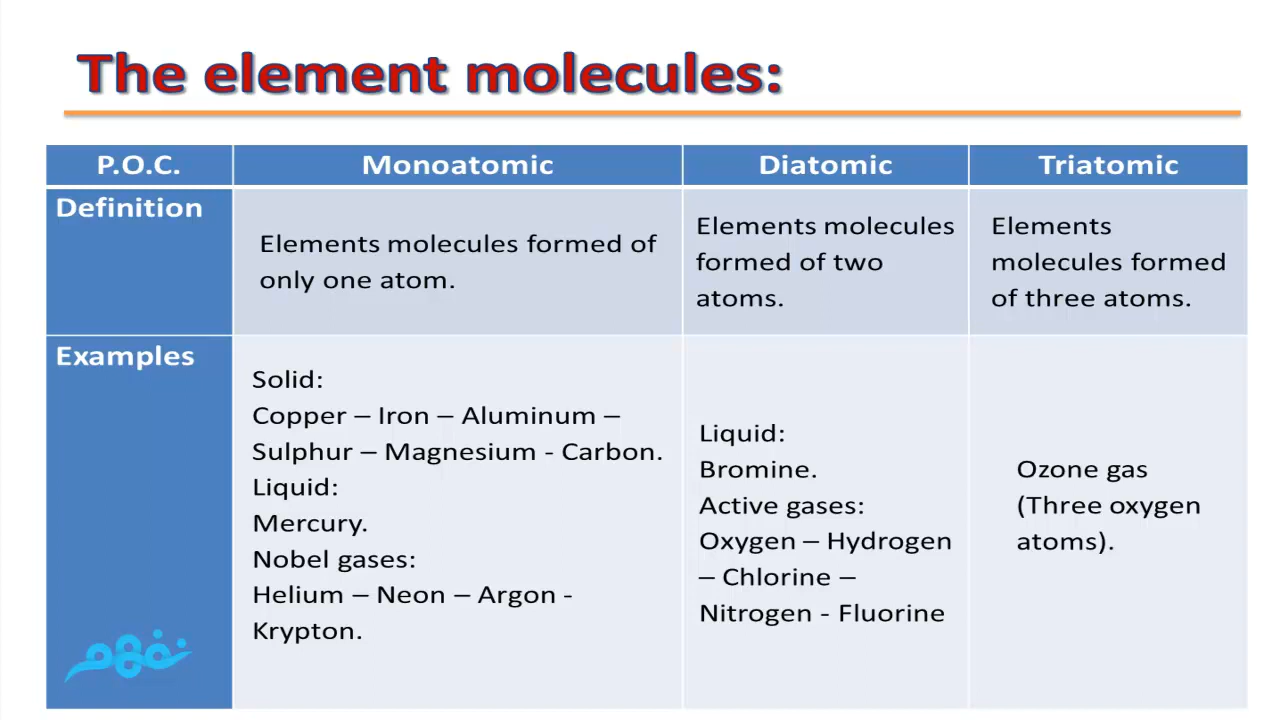 The element molecules:
P.O.C.
Monoatomic
Diatomic
Triatomic
Definition
Elements molecules formed of
only one atom.
Elements molecules
formed of two
atoms.
Elements
molecules formed
of three atoms.
Examples
Solid:
Copper – Iron – Aluminum –
Sulphur – Magnesium - Carbon.
Liquid:
Mercury.
Nobel gases:
Helium – Neon – Argon -
Krypton.
Liquid:
Bromine.
Active gases:
Oxygen – Hydrogen
– Chlorine –
Nitrogen - Fluorine
Ozone gas
(Three oxygen
atoms).
نفهم